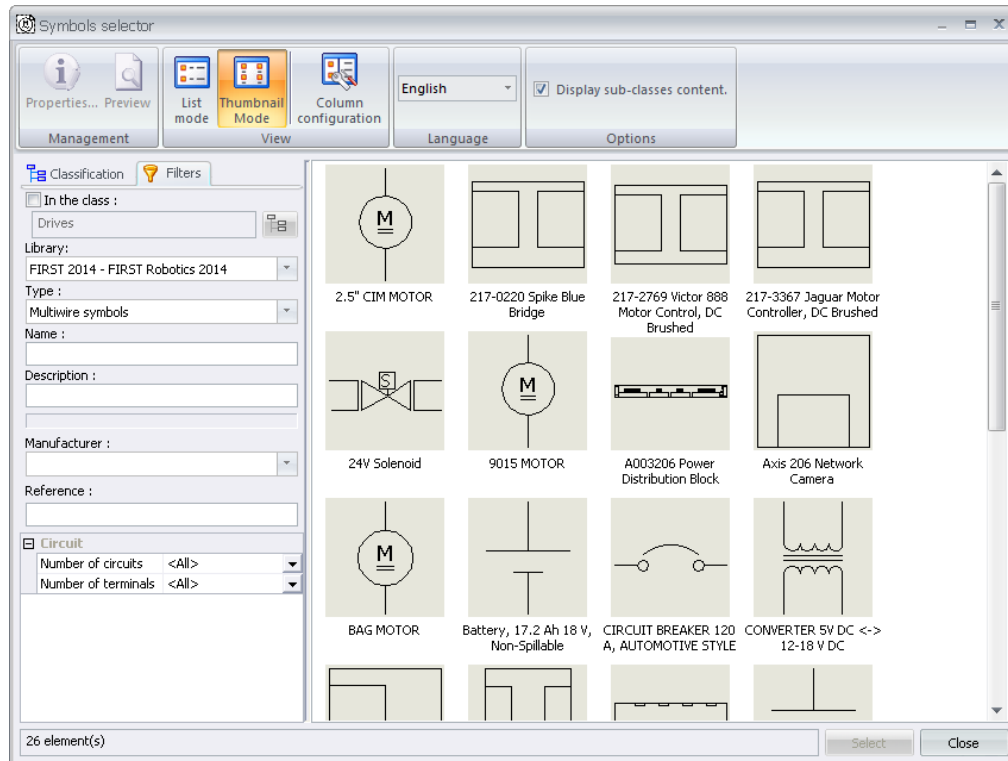 Symbols selector
Properties... Preview
List mode
Thumbnail Mode
Column configuration
English
Display sub-classes content.
Management
View
Language
Options
Classification
Filters
In the class :
Drives
Library:
FIRST 2014 - FIRST Robotics 2014
Type :
Multiwire symbols
Name :
Description :
Manufacturer :
Reference :
Circuit
Number of circuits <All>
Number of terminals <All>
M
2.5" CIM MOTOR
217-0220 Spike Blue
Bridge
217-2769 Victor 888
Motor Control, DC
Brushed
217-3367 Jaguar Motor
Controller, DC Brushed
S
24V Solenoid
M
9015 MOTOR
A003206 Power
Distribution Block
Axis 206 Network
Camera
M
BAG MOTOR
Battery, 17.2 Ah 18 V,
Non-Spillable
CIRCUIT BREAKER 120
A, AUTOMOTIVE STYLE
CONVERTER 5V DC <->
12-18 V DC
26 element(s)
Select
Close